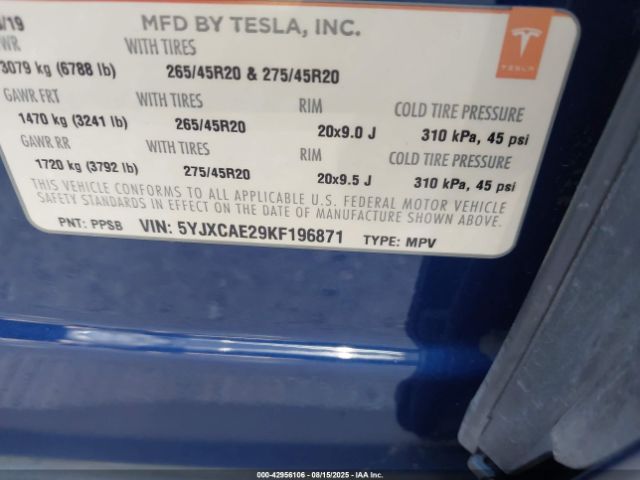 /19
MFD BY TESLA, INC.
TESLA
WR WITH TIRES
3079 kg (6788 lb) 265/45R20 & 275/45R20
GAWR FRT WITH TIRES RIM COLD TIRE PRESSURE
1470 kg (3241 lb) 265/45R20 20x9.0 J 310 kPa, 45 psi
GAWR RR WITH TIRES RIM COLD TIRE PRESSURE
1720 kg (3792 lb) 275/45R20 20x9.5 J 310 kPa, 45 psi
THIS VEHICLE CONFORMS TO ALL APPLICABLE U.S. FEDERAL MOTOR VEHICLE
SAFETY STANDARDS IN EFFECT ON THE DATE OF MANUFACTURE SHOWN ABOVE.
PNT: PPSB VIN: 5YJXCAE29KF196871 TYPE: MPV
000-42956106 - 08/15/2025 - IAA Inc.